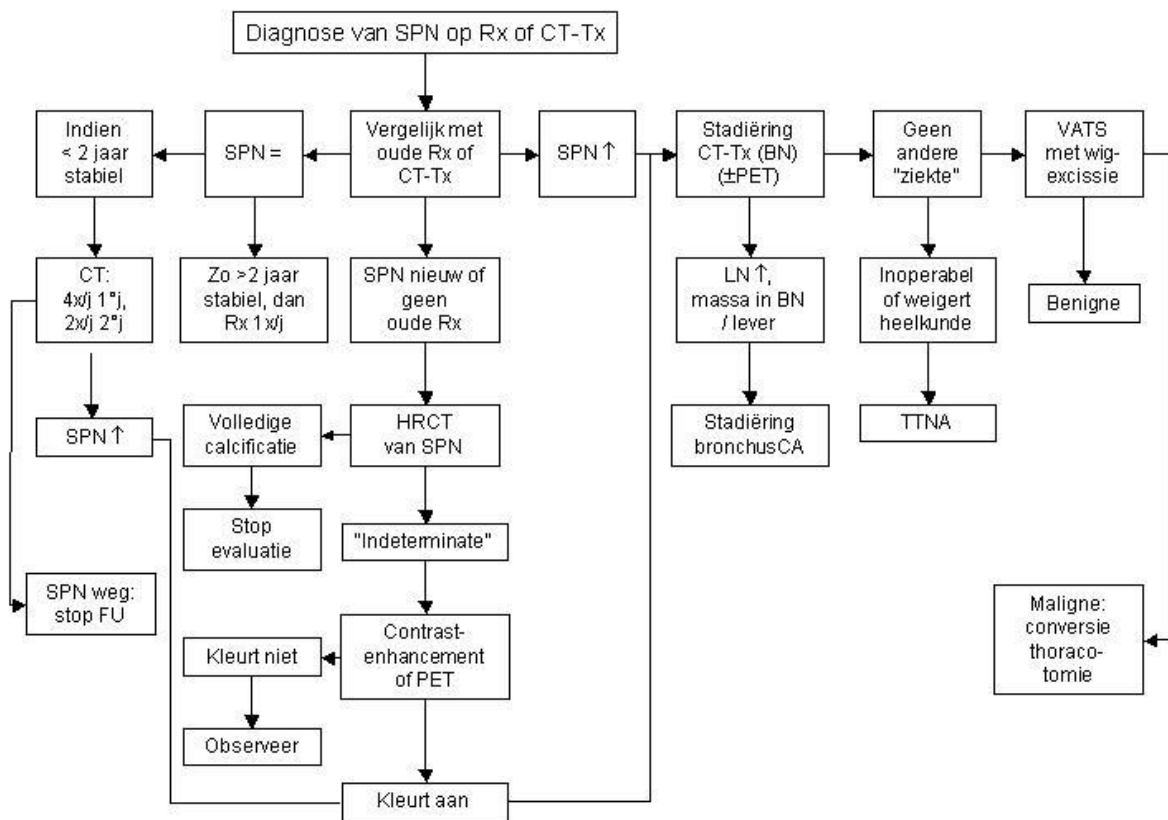 Diagnose van SPN op Rx of CT-Tx
Indien
< 2 jaar
stabiel
SPN =
Vergelijk met
oude Rx of
CT-Tx
SPN ↑
Stadiëring
CT-Tx (BN)
(±PET)
Geen
andere
"ziekte"
VATS
met wig-
excissie
CT:
4x/j 1°j,
2x/j 2°j
Zo >2 jaar
stabiel, dan
Rx 1x/j
SPN nieuw of
geen
oude Rx
LN ↑,
massa in BN
/ lever
Inoperabel
of weigert
heelkunde
Benigne
SPN ↑
Volledige
calcificatie
HRCT
van SPN
Stadiëring
bronchusCA
TTNA
Stop
evaluatie
"Indeterminate"
SPN weg:
stop FU
Maligne:
conversie
thoraco-
tomie
Kleurt niet
Contrast-
enhancement
of PET
Observeer
Kleurt aan